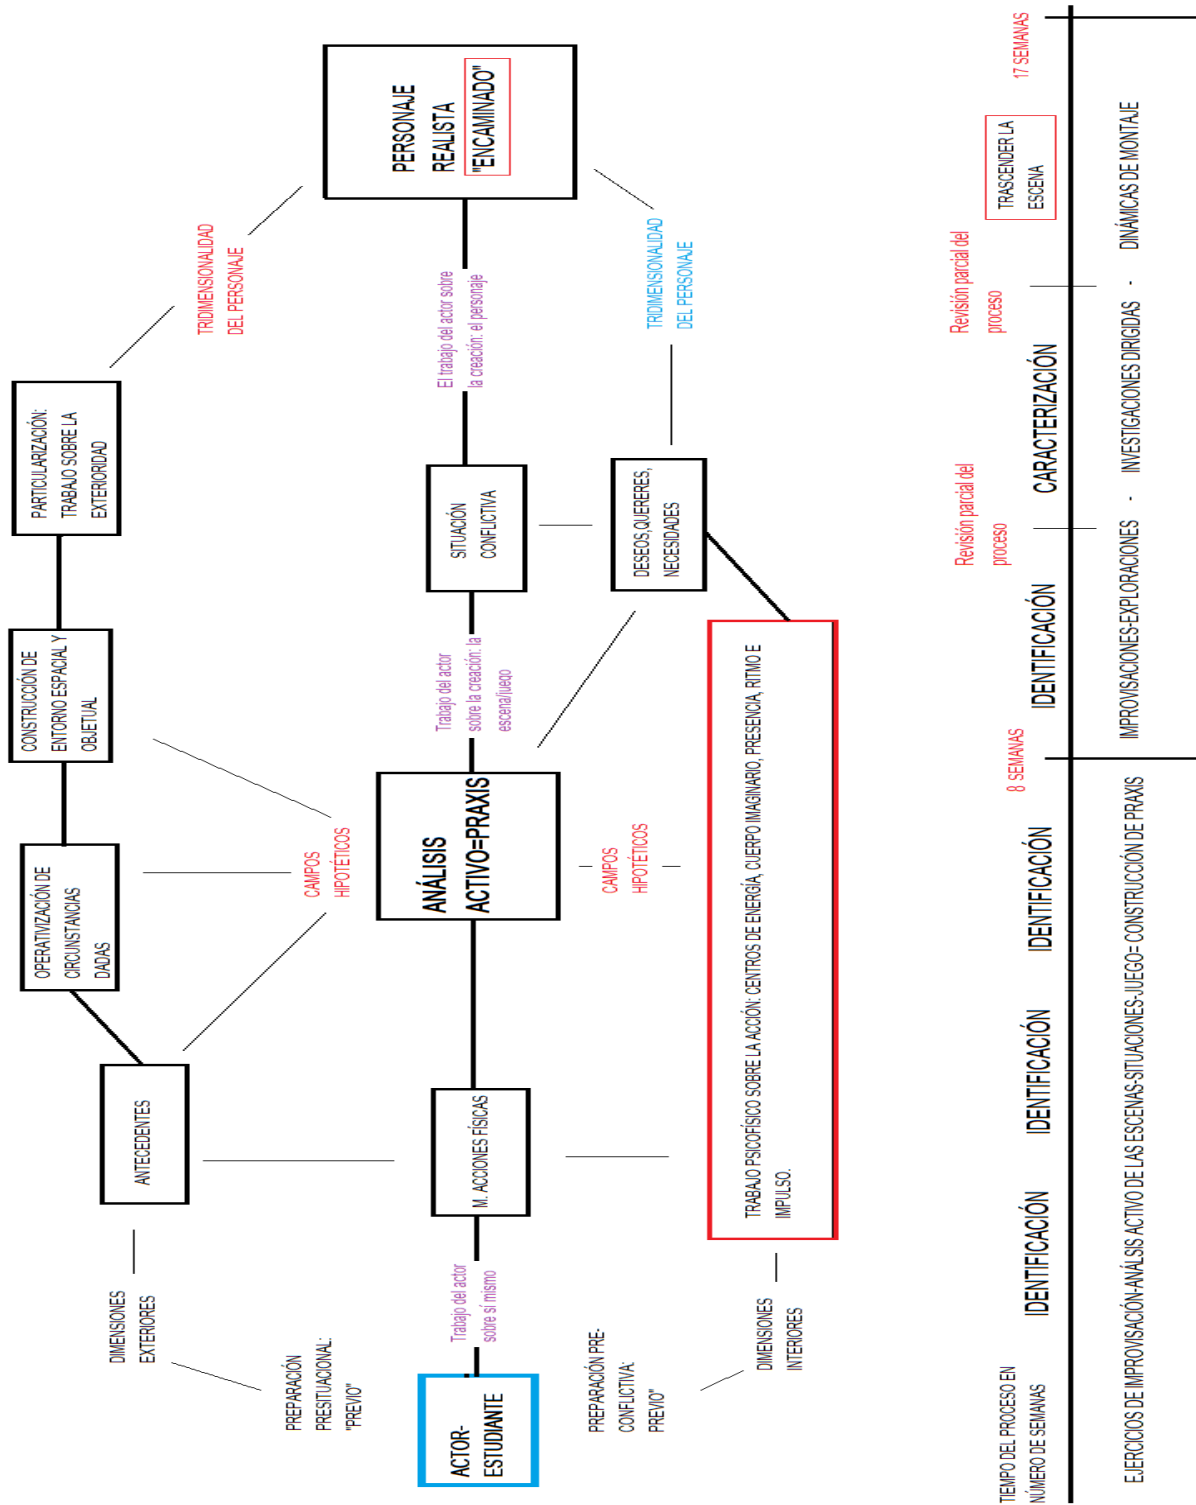 DIMENSIONES
EXTERIORES
PREPARACIÓN
PRESITUACIONAL:
"PREVIO"
ANTECEDENTES
OPERATIVIZACIÓN DE
CIRCUNSTANCIAS
DADAS
CONSTRUCCIÓN DE
ENTORNO ESPACIAL Y
OBJETUAL
PARTICULARIZACIÓN:
TRABAJO SOBRE LA
EXTERIORIDAD
TRIDIMENSIONALIDAD
DEL PERSONAJE
CAMPOS
HIPOTÉTICOS
ACTOR-
ESTUDIANTE
Trabajo del actor
sobre sí mismo
M. ACCIONES FÍSICAS
ANÁLISIS
ACTIVO=PRAXIS
Trabajo del actor
sobre la creación: la
escena/juego
SITUACIÓN
CONFLICTIVA
El trabajo del actor sobre
la creación: el personaje
PERSONAJE
REALISTA
"ENCAMINADO"
PREPARACIÓN PRE-
CONFLICTIVA:
PREVIO"
DIMENSIONES
INTERIORES
CAMPOS
HIPOTÉTICOS
DESEOS,QUERERES,
NECESIDADES
TRIDIMENSIONALIDAD
DEL PERSONAJE
TRABAJO PSICOFÍSICO SOBRE LA ACCIÓN: CENTROS DE ENERGÍA, CUERPO IMAGINARIO, PRESENCIA, RITMO E
IMPULSO.
TIEMPO DEL PROCESO EN
NÚMERO DE SEMANAS
IDENTIFICACIÓN
IDENTIFICACIÓN
IDENTIFICACIÓN
8 SEMANAS
IDENTIFICACIÓN
Revisión parcial del
proceso
CARACTERIZACIÓN
Revisión parcial del
proceso
TRASCENDER LA
ESCENA
17 SEMANAS
EJERCICIOS DE IMPROVISACIÓN-ANÁLSIS ACTIVO DE LAS ESCENAS-SITUACIONES-JUEGO= CONSTRUCCIÓN DE PRAXIS
IMPROVISACIONES-EXPLORACIONES - INVESTIGACIONES DIRIGIDAS - DINÁMICAS DE MONTAJE